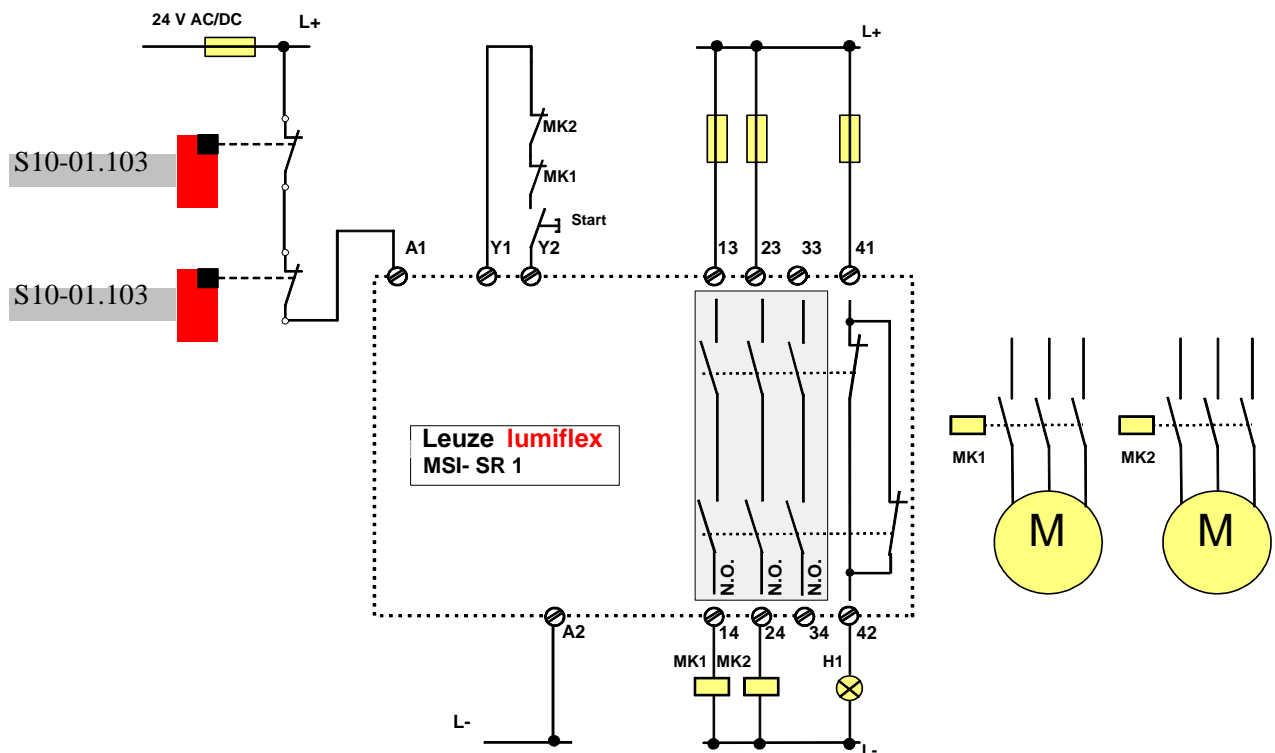 24 V AC/DC
L+
L+
MK2
S10-01.103
MK1
Start
A1
Y1
Y2
13
23
33
41
S10-01.103
Leuze lumiflex
MSI- SR 1
MK1
MK2
M
M
N.O.
N.O.
N.O.
A2
14
24
34
42
MK1
MK2
H1
L-
L-